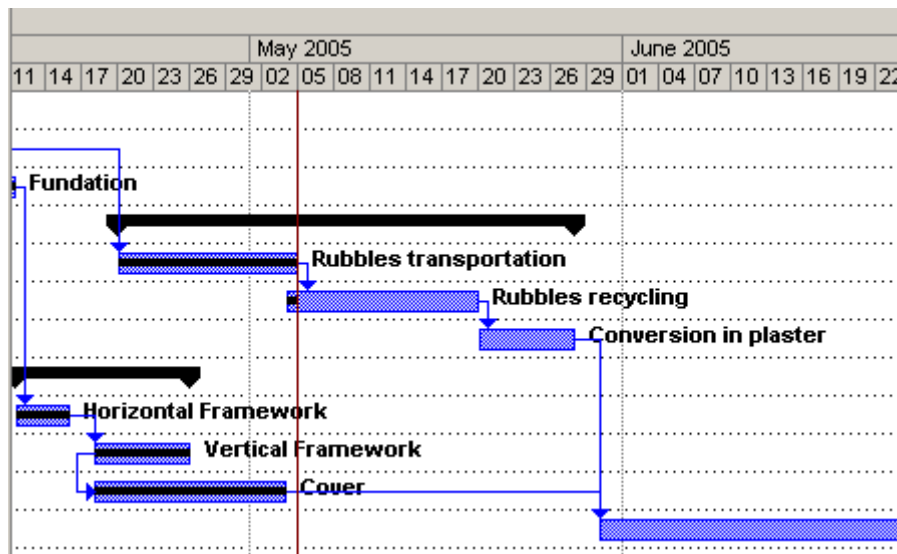 May 2005 June 2005
11 14 17 20 23 26 29 02 05 08 11 14 17 20 23 26 29 01 04 07 10 13 16 19 22
Fundation
Rubbles transportation
Rubbles recycling
Conversion in plaster
Horizontal Framework
Vertical Framework
Cover